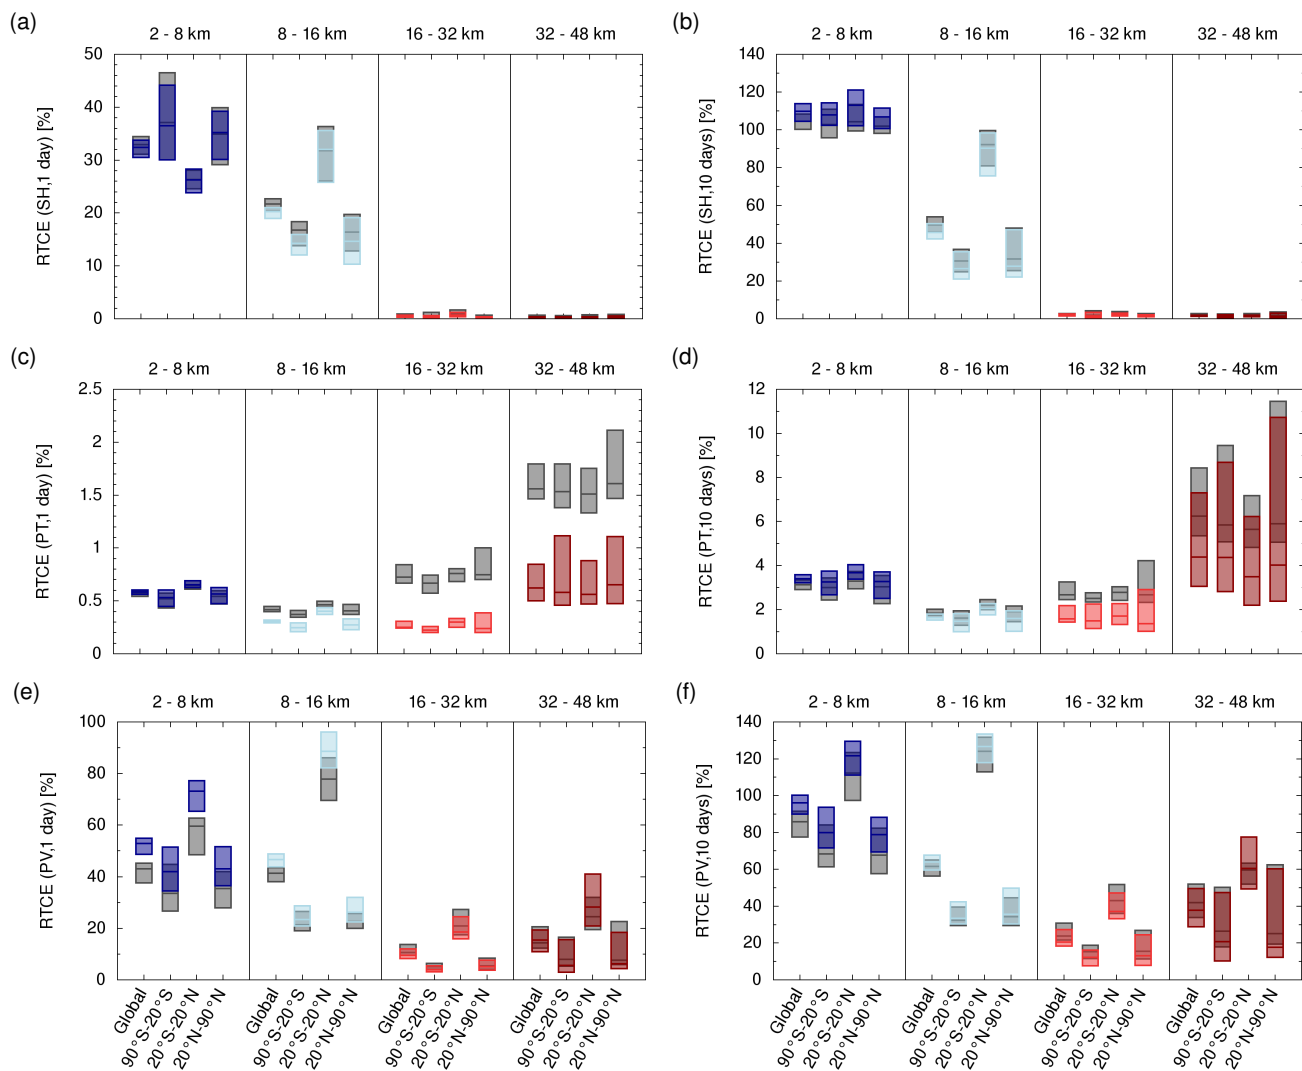 (a)
2 - 8 km 8 - 16 km 16 - 32 km 32 - 48 km
RTCE (SH,1 day) [%]
50
40
30
20
10
0
(b)
2 - 8 km 8 - 16 km 16 - 32 km 32 - 48 km
RTCE (SH,10 days) [%]
140
120
100
80
60
40
20
0
(c)
2 - 8 km 8 - 16 km 16 - 32 km 32 - 48 km
RTCE (PT,1 day) [%]
2.5
2
1.5
1
0.5
0
(d)
2 - 8 km 8 - 16 km 16 - 32 km 32 - 48 km
RTCE (PT,10 days) [%]
12
10
8
6
4
2
0
(e)
2 - 8 km 8 - 16 km 16 - 32 km 32 - 48 km
RTCE (PV,1 day) [%]
100
80
60
40
20
0
Global 90°S-20°S 20°S-20°N 20°N-90°N Global 90°S-20°S 20°S-20°N 20°N-90°N Global 90°S-20°S 20°S-20°N 20°N-90°N Global 90°S-20°S 20°S-20°N 20°N-90°N
(f)
2 - 8 km 8 - 16 km 16 - 32 km 32 - 48 km
RTCE (PV,10 days) [%]
140
120
100
80
60
40
20
0
Global 90°S-20°S 20°S-20°N 20°N-90°N Global 90°S-20°S 20°S-20°N 20°N-90°N Global 90°S-20°S 20°S-20°N 20°N-90°N Global 90°S-20°S 20°S-20°N 20°N-90°N